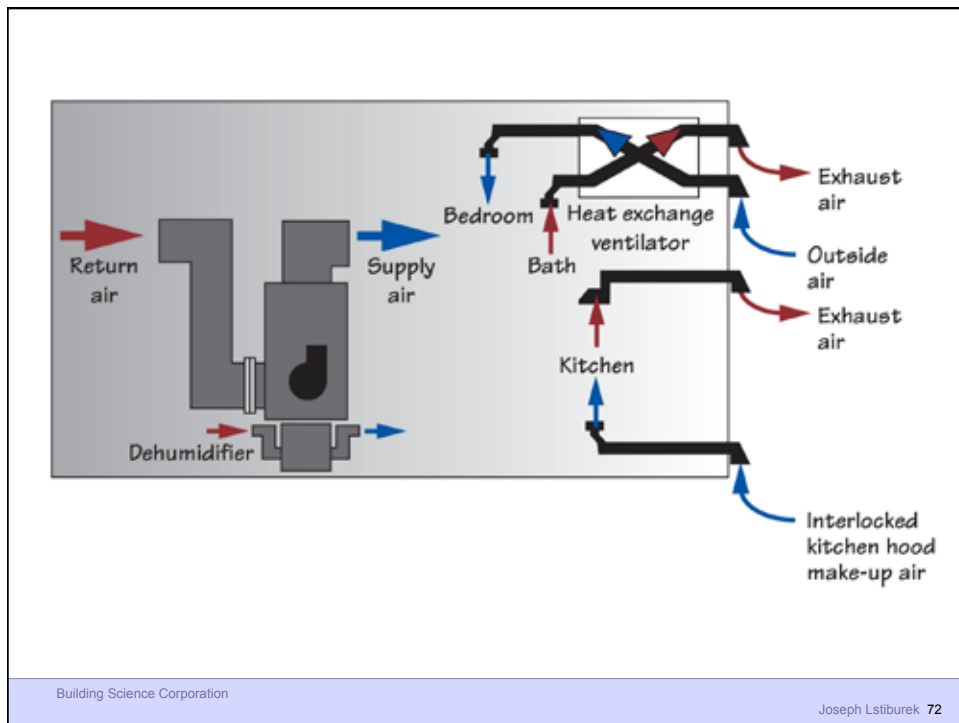 Return
air
Supply
air
Dehumidifier
Bedroom
Bath
Heat exchange
ventilator
Exhaust
air
Outside
air
Kitchen
Exhaust
air
Interlocked
kitchen hood
make-up air
Building Science Corporation
Joseph Lstiburek 72